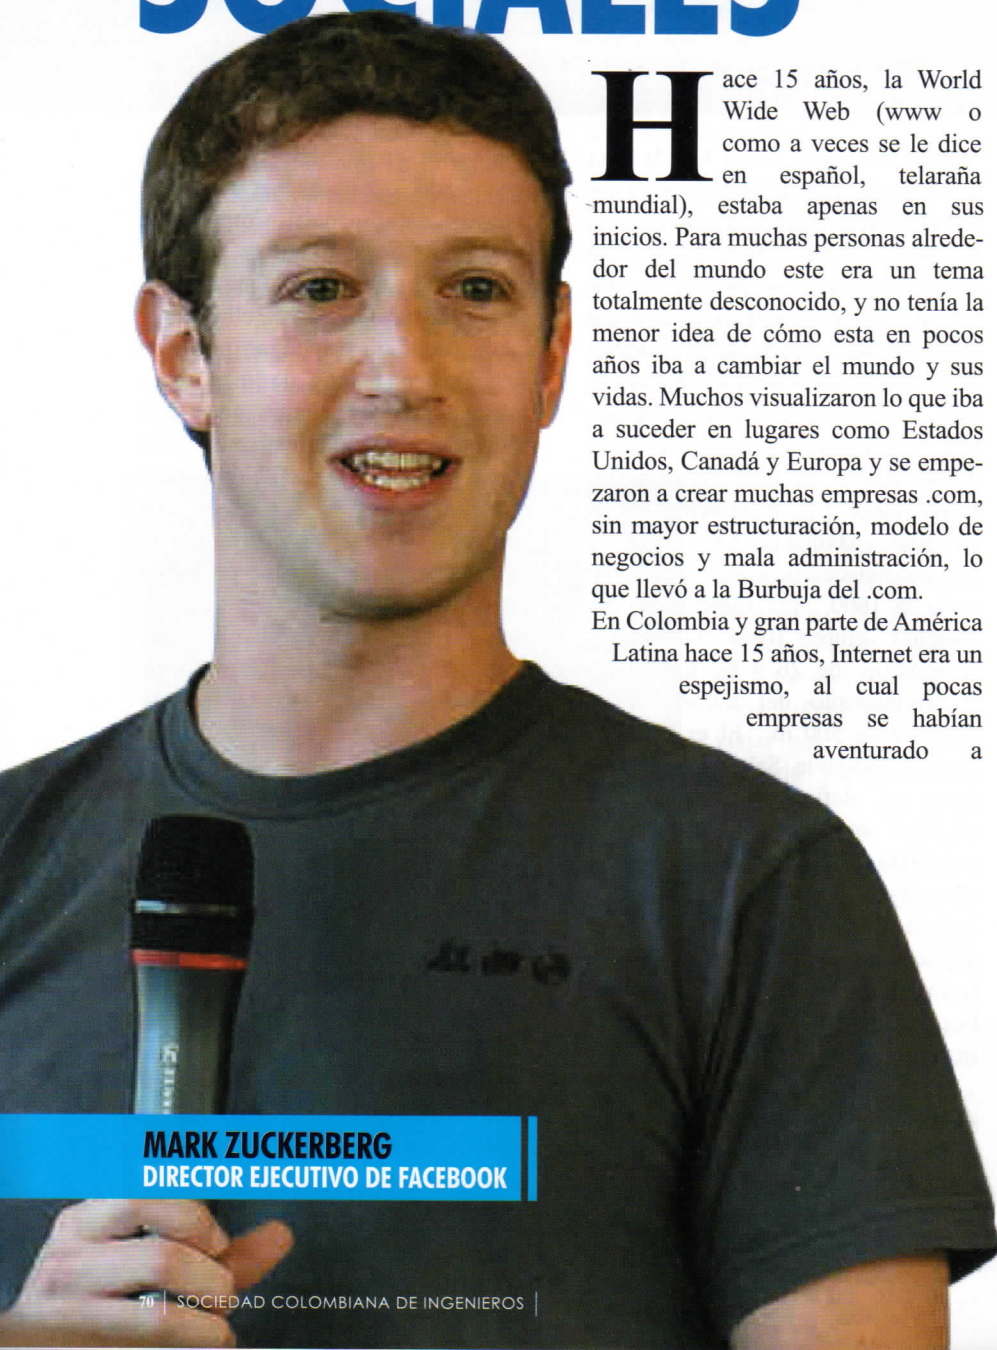 SOCIALES
Hace 15 años, la World
Wide Web (www o
como a veces se le dice
en español, telaraña
mundial), estaba apenas en sus
inicios. Para muchas personas alrede-
dor del mundo este era un tema
totalmente desconocido, y no tenía la
menor idea de cómo esta en pocos
años iba a cambiar el mundo y sus
vidas. Muchos visualizaron lo que iba
a suceder en lugares como Estados
Unidos, Canadá y Europa y se empe-
zaron a crear muchas empresas .com,
sin mayor estructuración, modelo de
negocios y mala administración, lo
que llevó a la Burbuja del .com.
En Colombia y gran parte de América
Latina hace 15 años, Internet era un
espejismo, al cual pocas
empresas se habían
aventurado a
MARK ZUCKERBERG
DIRECTOR EJECUTIVO DE FACEBOOK
70 | SOCIEDAD COLOMBIANA DE INGENIEROS |